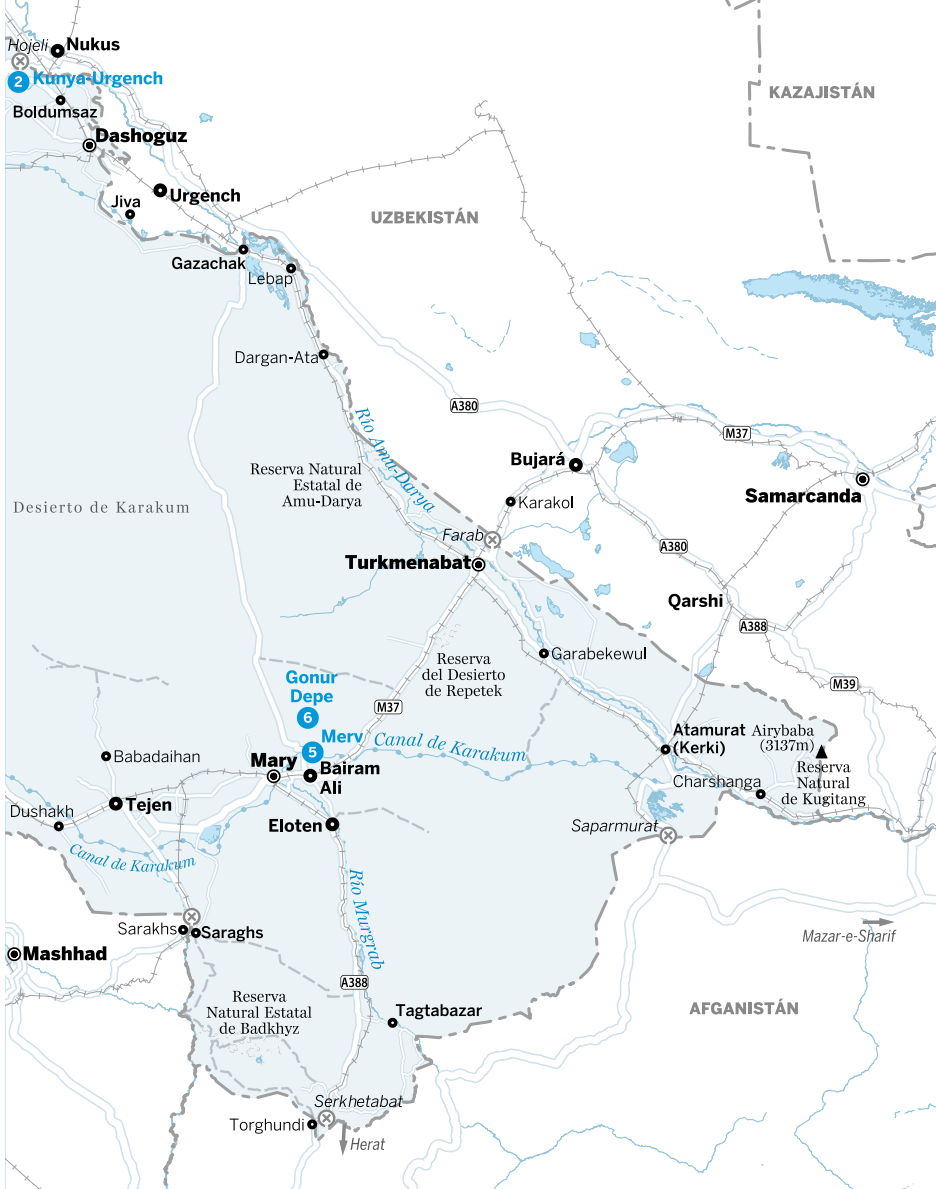 Hojeli
Nukus
2 Kunya-Urgench
KAZAJISTÁN
Boldumsaz
Dashoguz
Urgench
Jiva
UZBEKISTÁN
Gazachak
Lebap
Dargan-Ata
A380
Río Amu-Darya
M37
Bujará
Reserva Natural
Estatal de
Amu-Darya
Samarcanda
Karakol
Desierto de Karakum
Farab
A380
Turkmenabat
Qarshi
A388
Garabekewul
Reserva
del Desierto
de Repetek
Gonur
Depe
6
M39
M37
Merv
5
Canal de Karakum
Atamurat
(Kerki)
Airybaba
(3137m)
Babadaihan
Mary
Bairam
Ali
Reserva
Natural
de Kugitang
Charshanga
Tejen
Dushakh
Eloten
Saparmurat
Canal de Karakum
Río Murgrab
Sarakhs
Saraghs
Mazar-e-Sharif
Mashhad
A388
Reserva
Natural Estatal
de Badkhyz
Tagtabazar
AFGANISTÁN
Serkhetabat
Torghundi
Herat